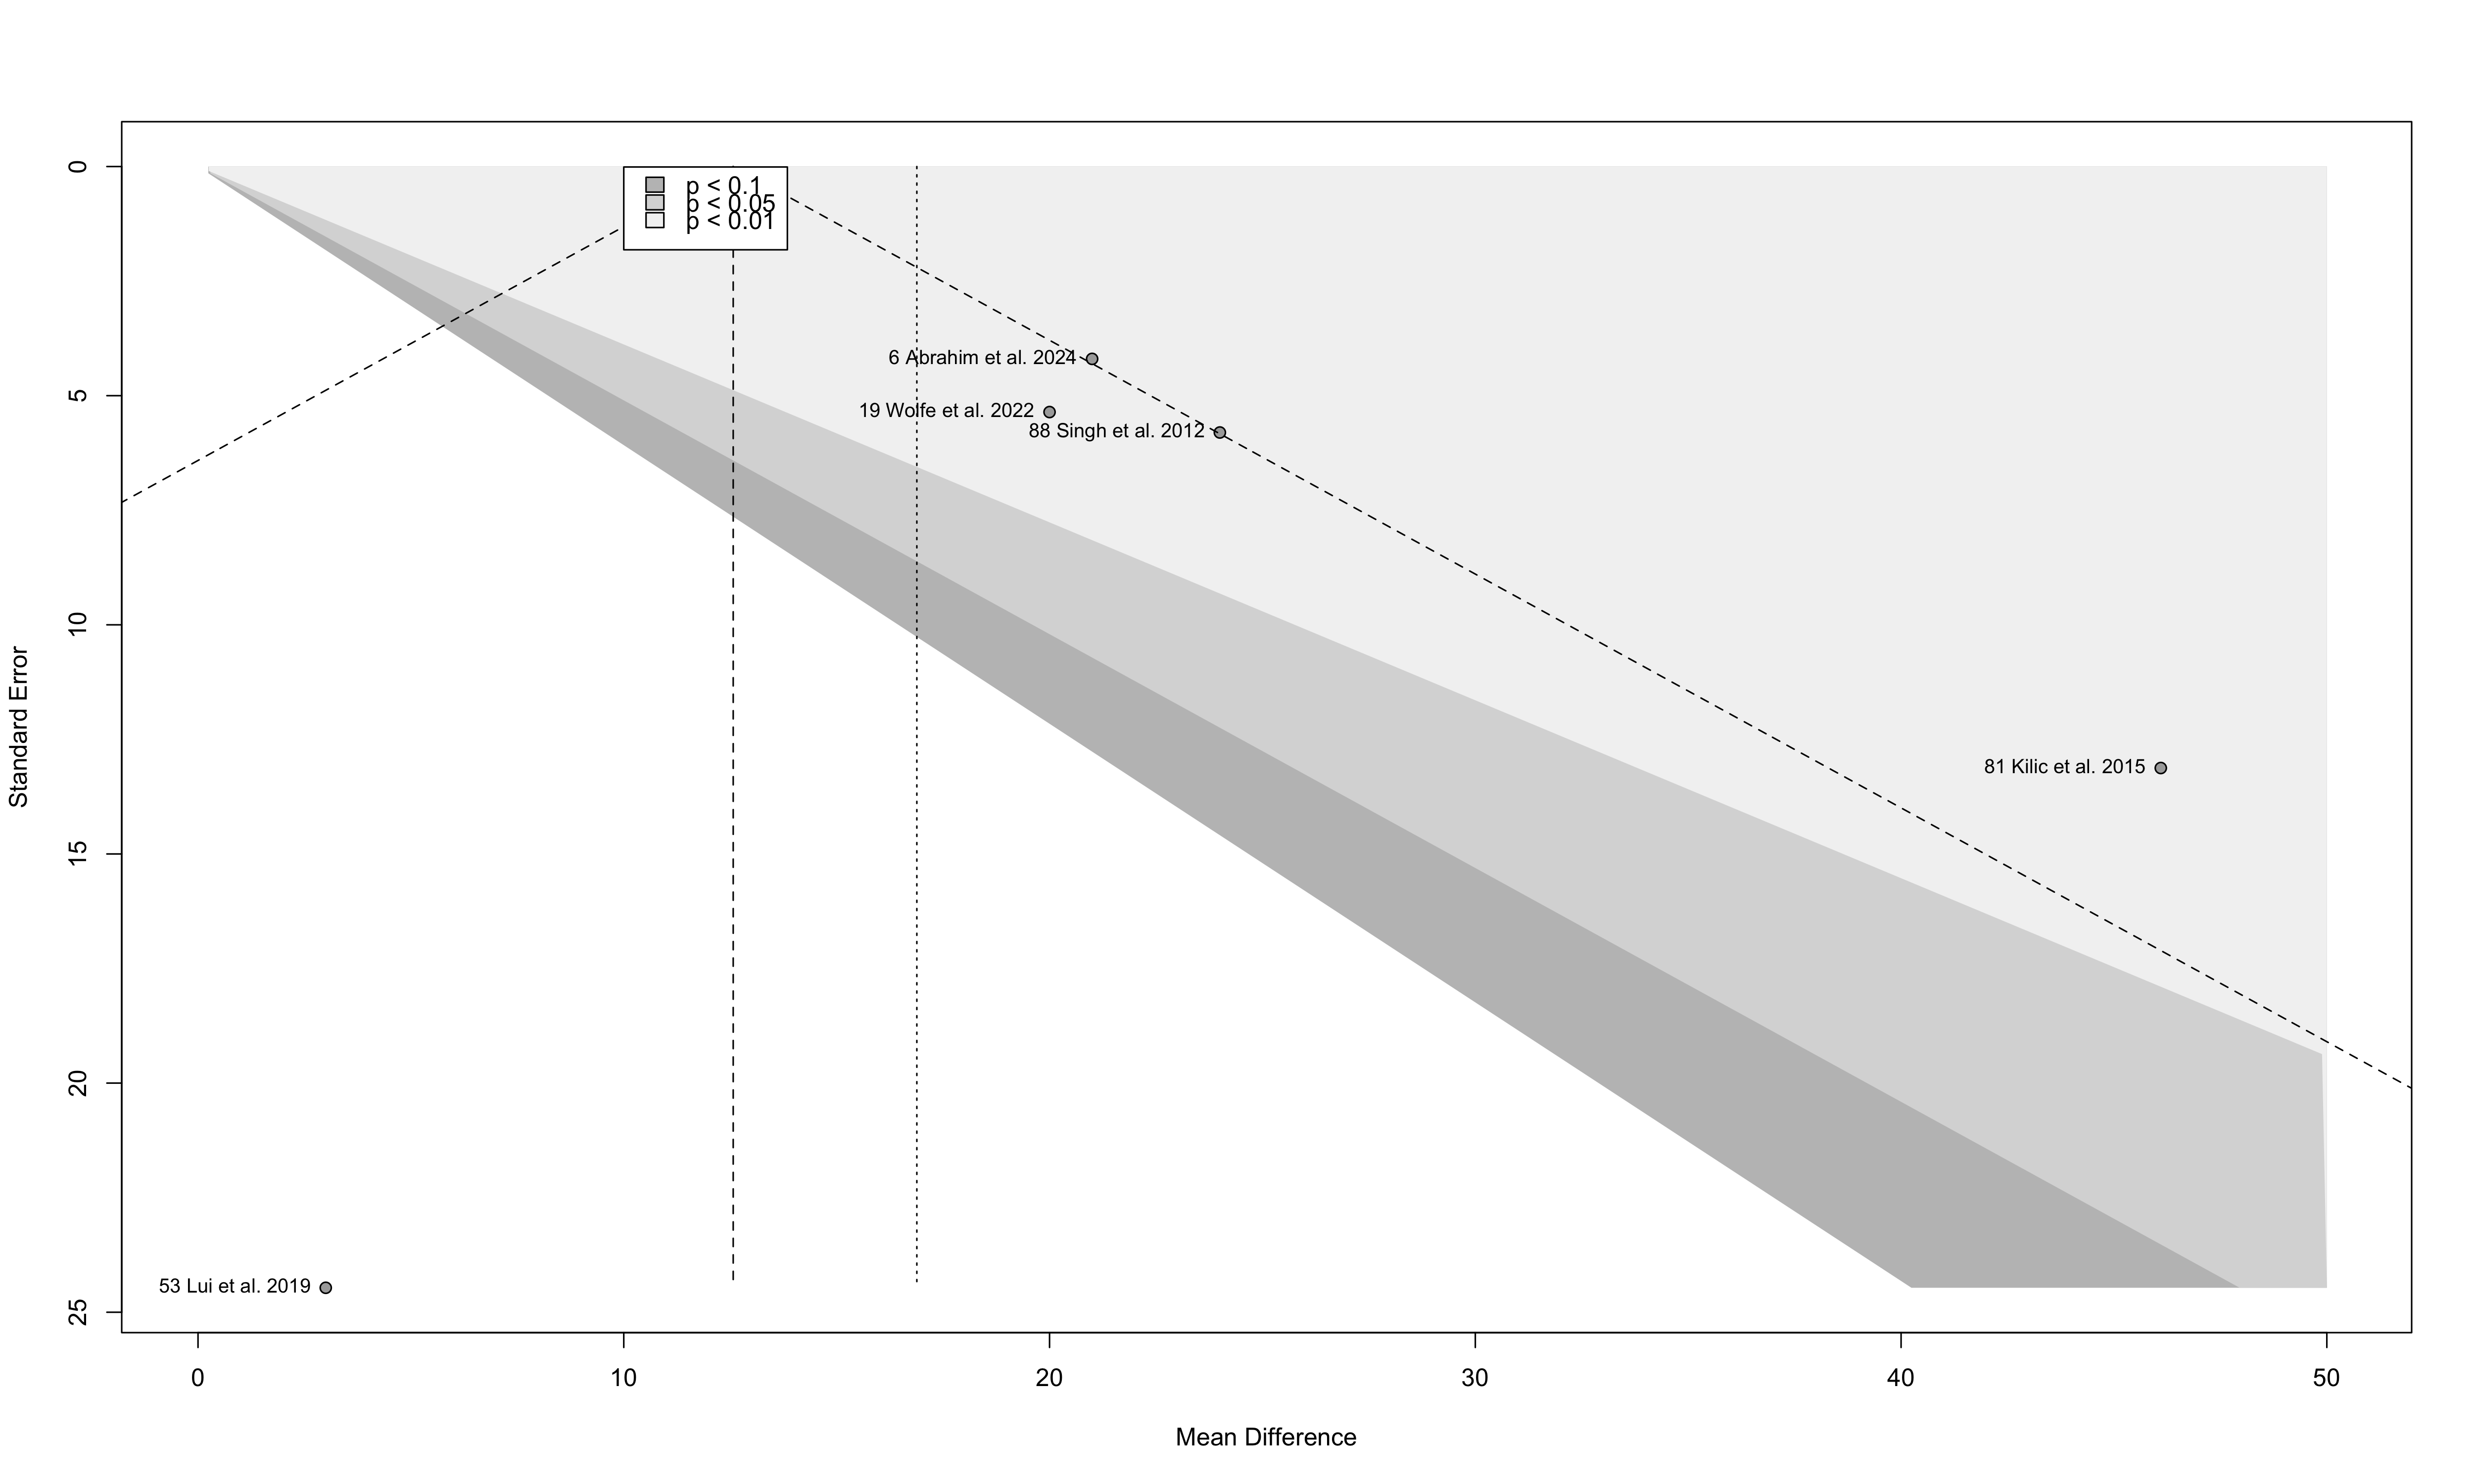 p < 0.1
p < 0.05
p < 0.01
0
5
10
15
20
25
Standard Error
6 Abrahim et al. 2024
19 Wolfe et al. 2022
88 Singh et al. 2012
81 Kilic et al. 2015
53 Lui et al. 2019
0
10
20
30
40
50
Mean Difference